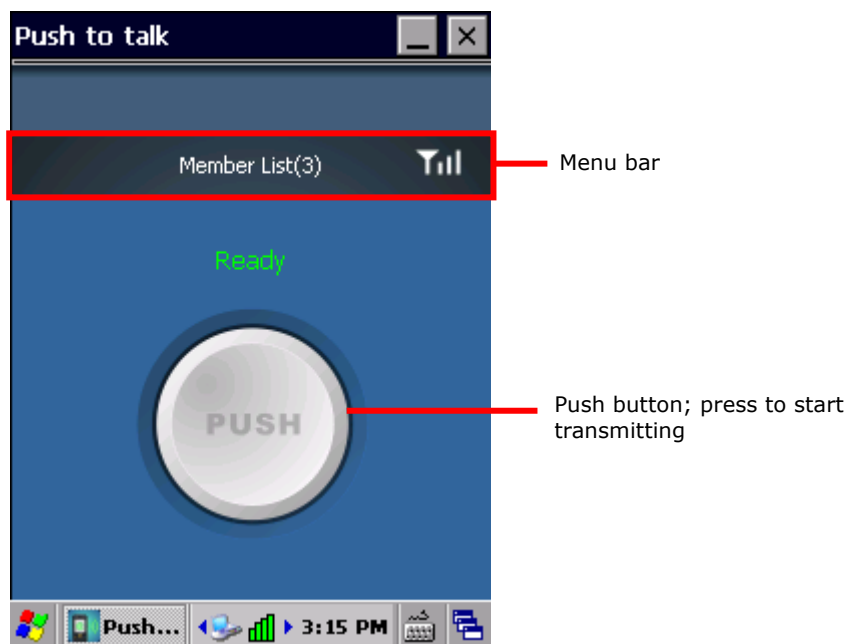 Push to talk
Member List(3)
Menu bar
Ready
PUSH
Push button; press to start
transmitting
Push...
3:15 PM